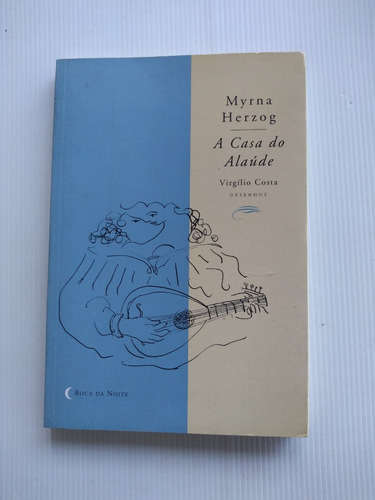 Myrna
Herzog
A Casa do
Alaúde
Virgílio Costa
DESENHOS
BOCA DA NOITE